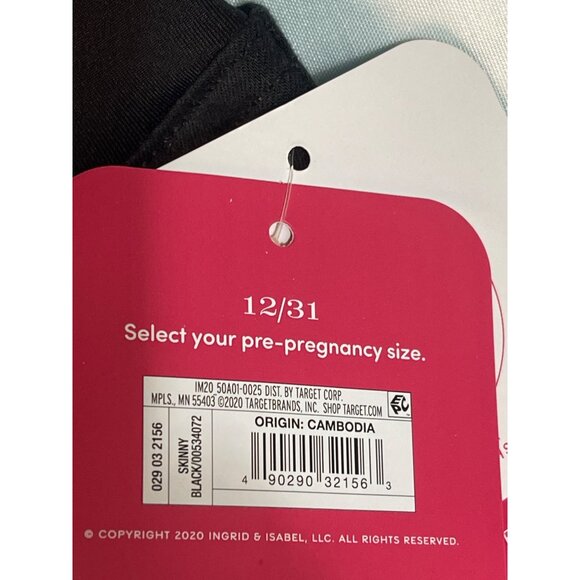 12/31
Select your pre-pregnancy size.
IM20 50A01-0025 DIST. BY TARGET CORP.
MPLS., MN 55403 ©2020 TARGETBRANDS, INC. SHOP TARGET.COM
029 03 2156
SKINNY
BLACK/00534072
ORIGIN: CAMBODIA
4 90290 32156 3
© COPYRIGHT 2020 INGRID & ISABEL, LLC. ALL RIGHTS RESERVED.